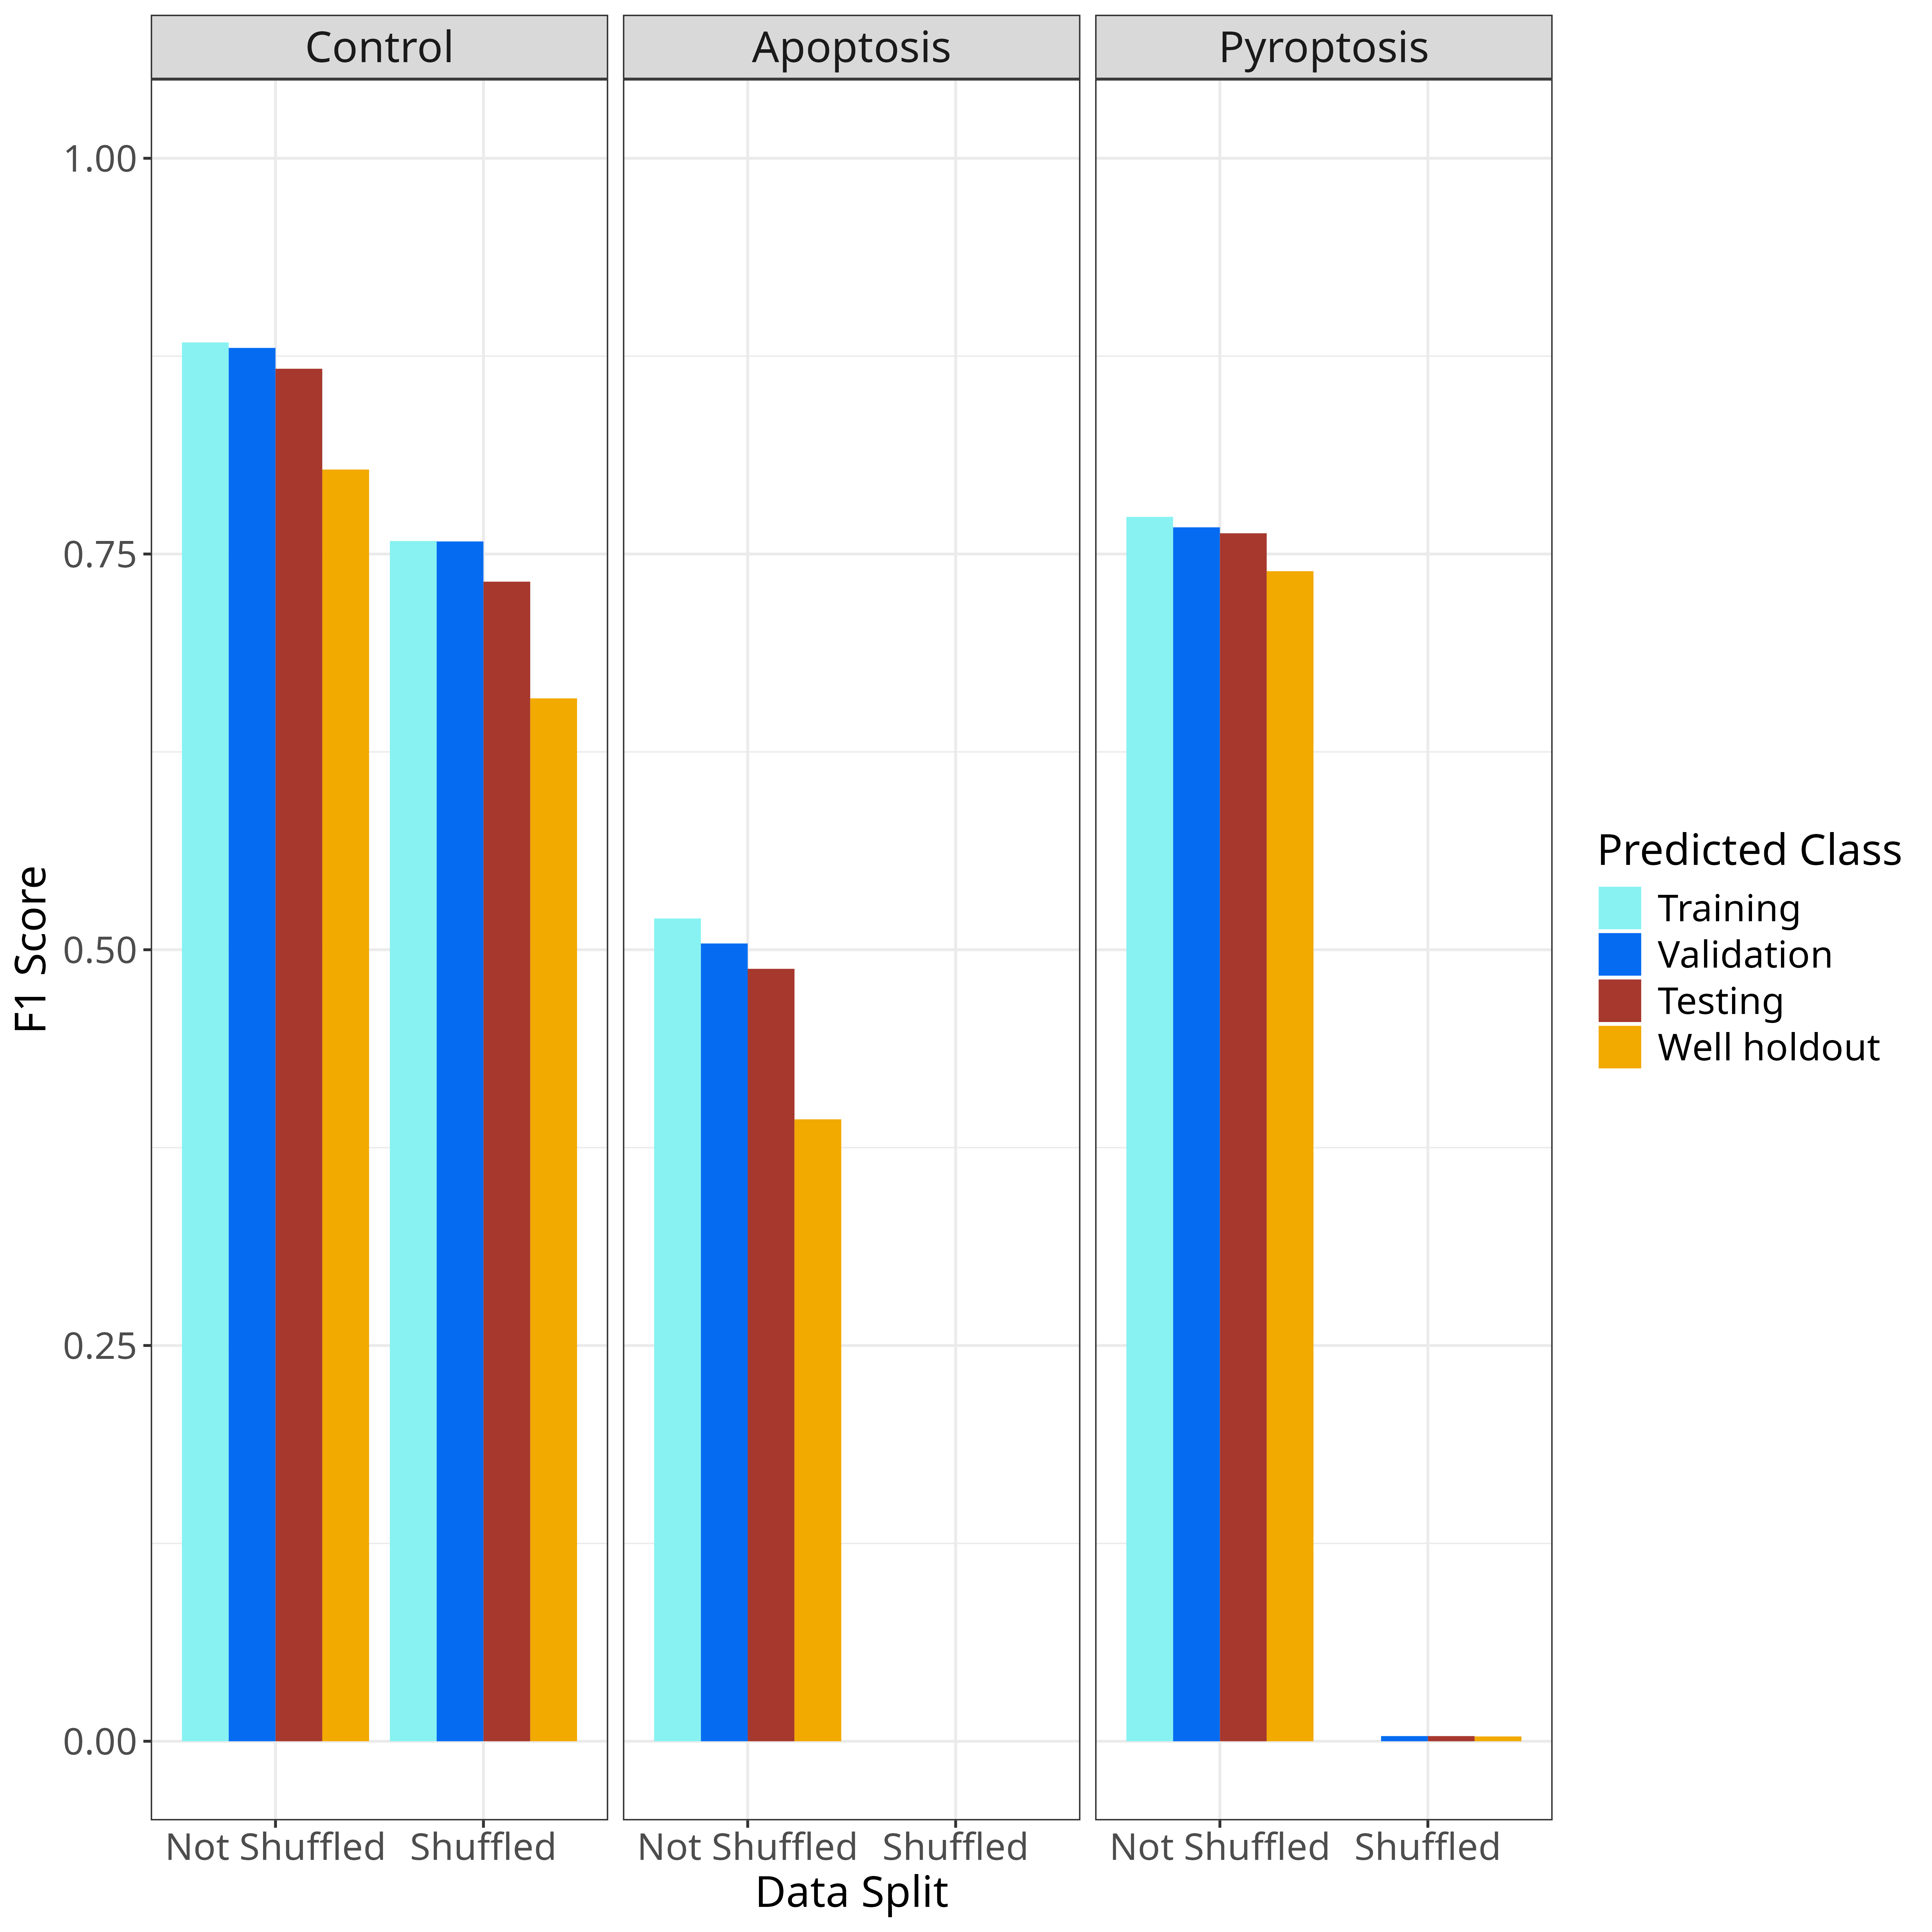 Control Apoptosis Pyroptosis
1.00
0.75
0.50
0.25
0.00
F1 Score
Not Shuffled Shuffled Not Shuffled Shuffled Not Shuffled Shuffled
Data Split
Predicted Class
Training
Validation
Testing
Well holdout